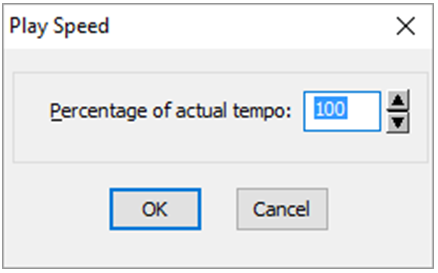 Play Speed
Percentage of actual tempo: 100
OK Cancel